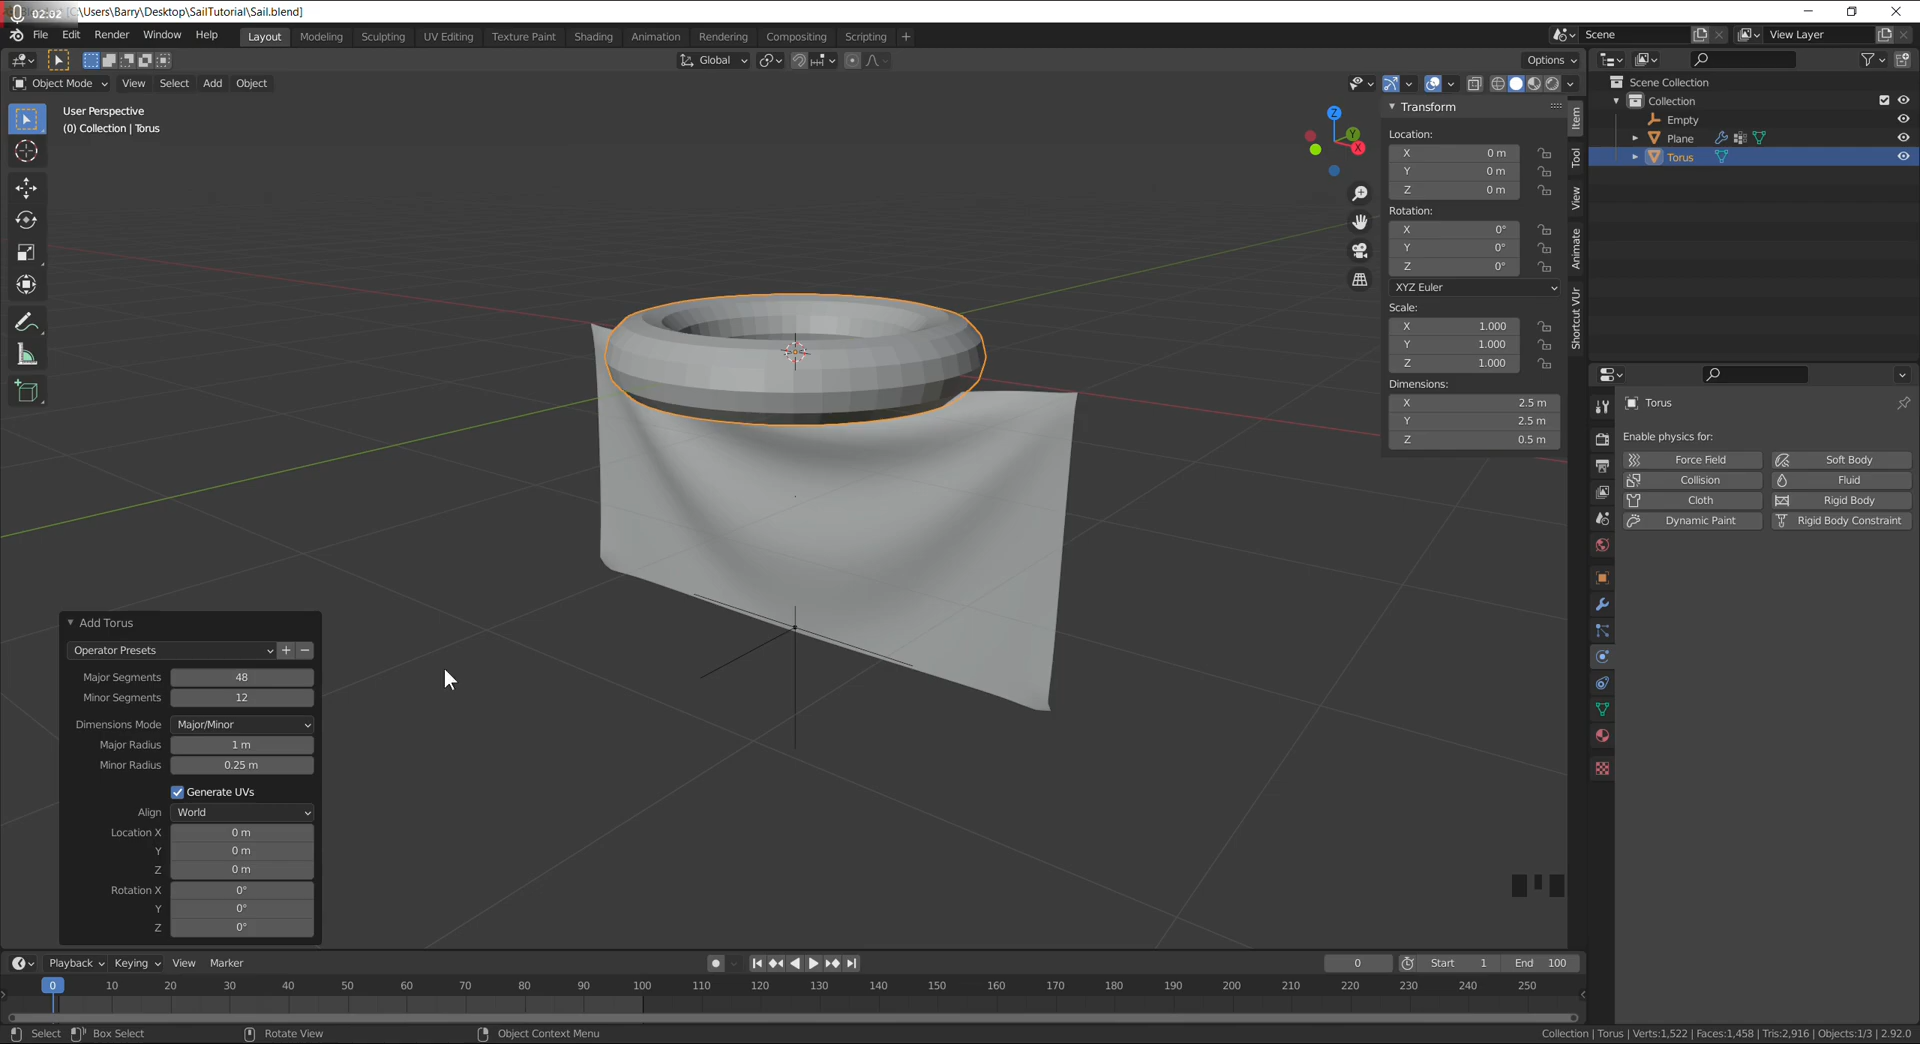 02:02 [C:\Users\Barry\Desktop\SailTutorial\Sail.blend]
File Edit Render Window Help Layout Modeling Sculpting UV Editing Texture Paint Shading Animation Rendering Compositing Scripting + Scene View Layer
Global Options
Object Mode View Select Add Object
User Perspective
(0) Collection | Torus
Z
Y
X
Transform
Location:
X 0 m
Y 0 m
Z 0 m
Rotation:
X 0°
Y 0°
Z 0°
XYZ Euler
Scale:
X 1.000
Y 1.000
Z 1.000
Dimensions:
X 2.5 m
Y 2.5 m
Z 0.5 m
Item
Tool
View
Animate
Shortcut VUr
Scene Collection
Collection
Empty
Plane
Torus
Torus
Enable physics for:
Force Field Soft Body
Collision Fluid
Cloth Rigid Body
Dynamic Paint Rigid Body Constraint
Add Torus
Operator Presets + −
Major Segments 48
Minor Segments 12
Dimensions Mode Major/Minor
Major Radius 1 m
Minor Radius 0.25 m
Generate UVs
Align World
Location X 0 m
Y 0 m
Z 0 m
Rotation X 0°
Y 0°
Z 0°
Playback Keying View Marker 0 Start 1 End 100
0 10 20 30 40 50 60 70 80 90 100 110 120 130 140 150 160 170 180 190 200 210 220 230 240 250
Select Box Select Rotate View Object Context Menu Collection | Torus | Verts:1,522 | Faces:1,458 | Tris:2,916 | Objects:1/3 | 2.92.0